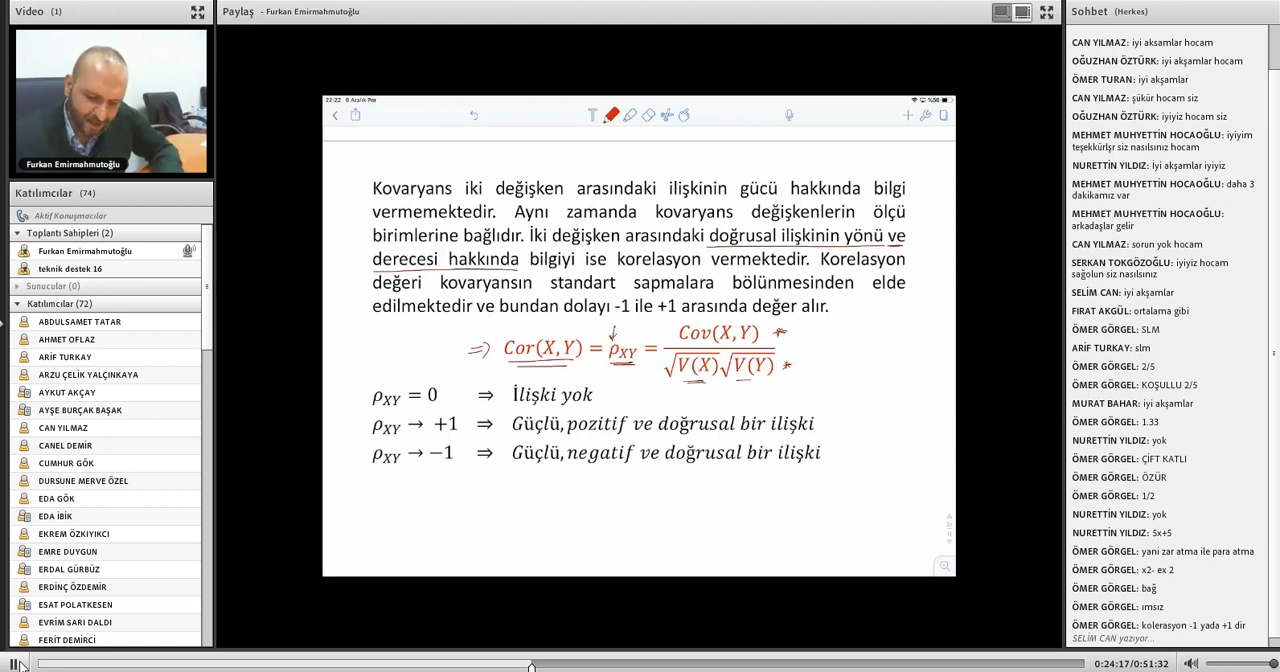 Video (1)
Furkan Emirmahmutoğlu
Katılımcılar (74)
Aktif Konuşmacılar
Toplantı Sahipleri (2)
Furkan Emirmahmutoğlu
teknik destek 16
Sunucular (0)
Katılımcılar (72)
ABDULSAMET TATAR
AHMET OFLAZ
ARİF TURKAY
ARZU ÇELİK YALÇINKAYA
AYKUT AKÇAY
AYŞE BURÇAK BAŞAK
CAN YILMAZ
CANEL DEMİR
CUMHUR GÖK
DURSUNE MERVE ÖZEL
EDA GÖK
EDA İBİK
EKREM ÖZKIYIKCI
EMRE DUYGUN
ERDAL GÜRBÜZ
ERDİNÇ ÖZDEMİR
ESAT POLATKESEN
EVRİM SARI DALDI
FERİT DEMİRCİ
Paylaş - Furkan Emirmahmutoğlu
22:22 6 Aralık Per
%56
T
Kovaryans iki değişken arasındaki ilişkinin gücü hakkında bilgi
vermemektedir. Aynı zamanda kovaryans değişkenlerin ölçü
birimlerine bağlıdır. İki değişken arasındaki doğrusal ilişkinin yönü ve
derecesi hakkında bilgiyi ise korelasyon vermektedir. Korelasyon
değeri kovaryansın standart sapmalara bölünmesinden elde
edilmektedir ve bundan dolayı -1 ile +1 arasında değer alır.
⇒ Cor(X,Y) = ρXY = Cov(X,Y) / √V(X)√V(Y)
ρXY = 0 ⇒ İlişki yok
ρXY → +1 ⇒ Güçlü, pozitif ve doğrusal bir ilişki
ρXY → −1 ⇒ Güçlü, negatif ve doğrusal bir ilişki
Sohbet (Herkes)
CAN YILMAZ: iyi aksamlar hocam
OĞUZHAN ÖZTÜRK: iyi akşamlar hocam
ÖMER TURAN: iyi akşamlar
CAN YILMAZ: şükür hocam siz
OĞUZHAN ÖZTÜRK: iyiyiz hocam siz
MEHMET MUHYETTİN HOCAOĞLU: iyiyim
teşekkürlşr siz nasılsınız hocam
NURETTİN YILDIZ: iyi akşamlar iyiyiz
MEHMET MUHYETTİN HOCAOĞLU: daha 3
dakikamız var
MEHMET MUHYETTİN HOCAOĞLU:
arkadaşlar gelir
CAN YILMAZ: sorun yok hocam
SERKAN TOKGÖZOĞLU: iyiyiz hocam
sağolun siz nasılsınız
SELİM CAN: iyi akşamlar
FIRAT AKGÜL: ortalama gibi
ÖMER GÖRGEL: SLM
ARİF TURKAY: slm
ÖMER GÖRGEL: 2/5
ÖMER GÖRGEL: KOŞULLU 2/5
MURAT BAHAR: iyi akşamlar
ÖMER GÖRGEL: 1.33
NURETTİN YILDIZ: yok
ÖMER GÖRGEL: ÇİFT KATLI
ÖMER GÖRGEL: ÖZÜR
ÖMER GÖRGEL: 1/2
NURETTİN YILDIZ: yok
NURETTİN YILDIZ: 5x+5
ÖMER GÖRGEL: yani zar atma ile para atma
ÖMER GÖRGEL: x2- ex 2
ÖMER GÖRGEL: bağ
ÖMER GÖRGEL: ımsız
ÖMER GÖRGEL: kolerasyon -1 yada +1 dir
SELİM CAN yazıyor...
0:24:17/0:51:32